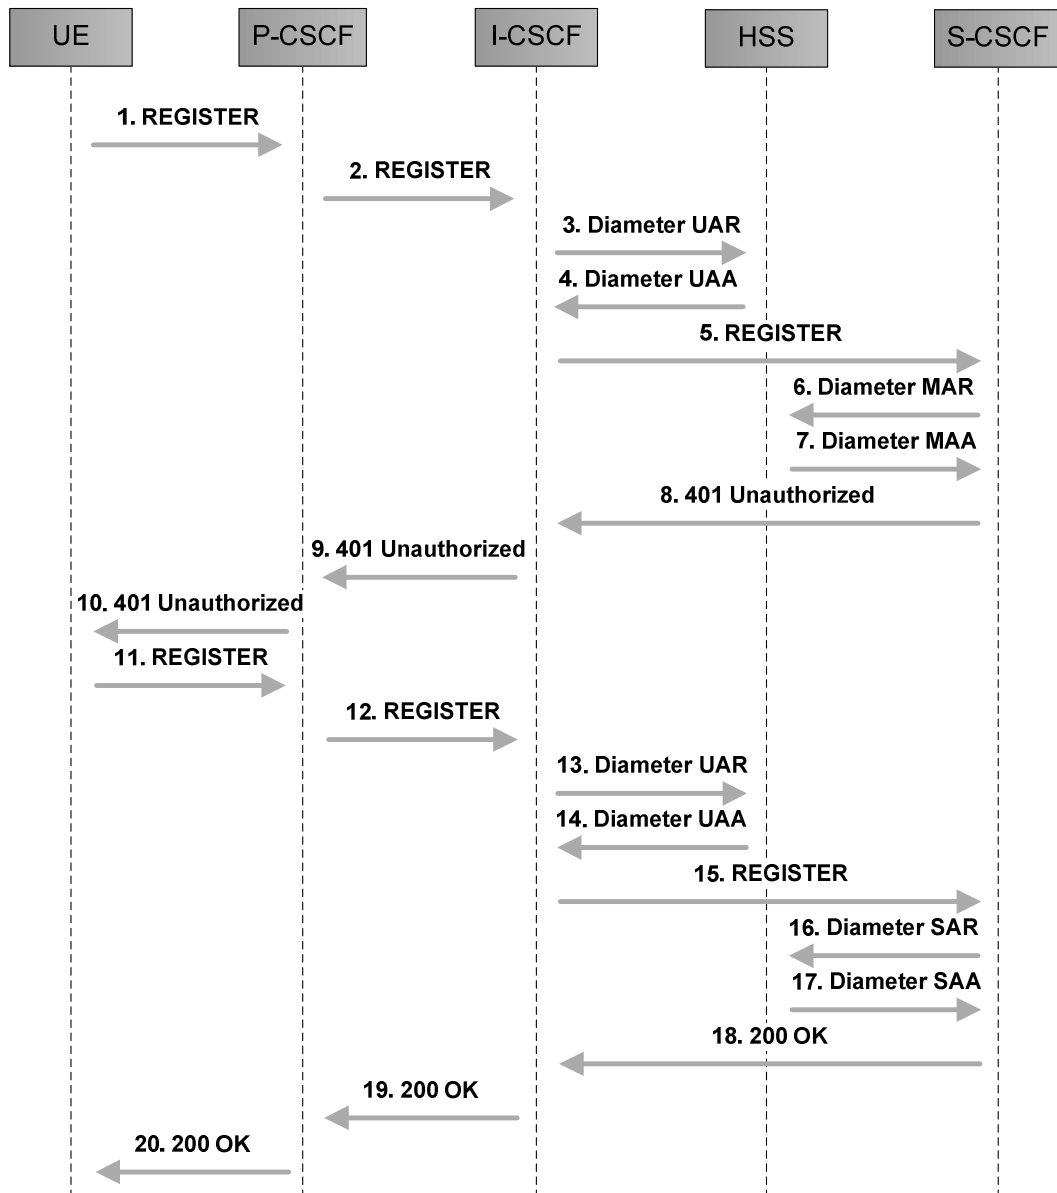 UE
P-CSCF
I-CSCF
HSS
S-CSCF
1. REGISTER
2. REGISTER
3. Diameter UAR
4. Diameter UAA
5. REGISTER
6. Diameter MAR
7. Diameter MAA
8. 401 Unauthorized
9. 401 Unauthorized
10. 401 Unauthorized
11. REGISTER
12. REGISTER
13. Diameter UAR
14. Diameter UAA
15. REGISTER
16. Diameter SAR
17. Diameter SAA
18. 200 OK
19. 200 OK
20. 200 OK